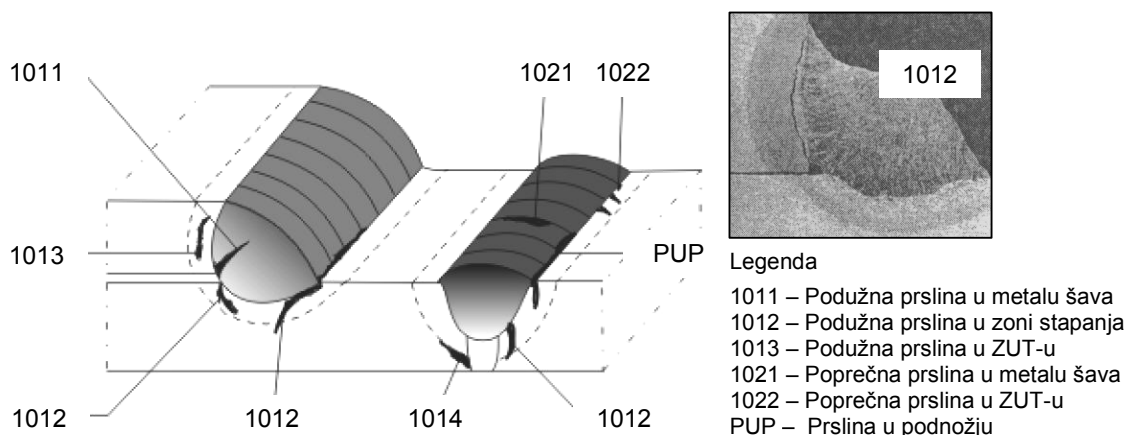 1011
1021
1022
1012
1013
PUP
Legenda
1011 – Podužna prslina u metalu šava
1012 – Podužna prslina u zoni stapanja
1013 – Podužna prslina u ZUT-u
1021 – Poprečna prslina u metalu šava
1022 – Poprečna prslina u ZUT-u
PUP – Prslina u podnožju
1012
1012
1014
1012